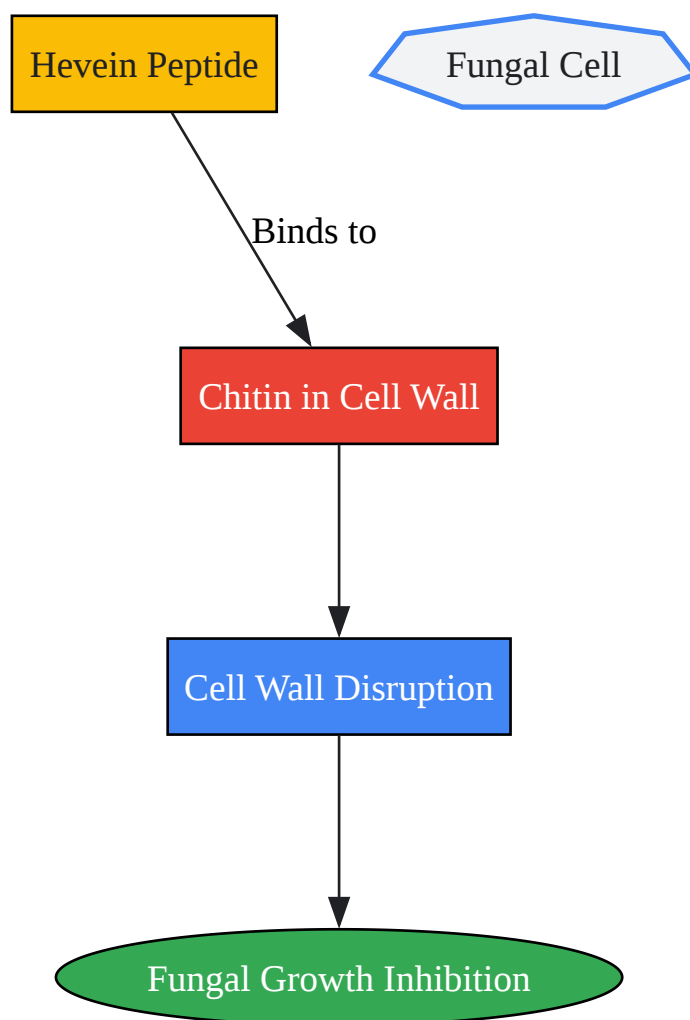 Hevein Peptide
Fungal Cell
Binds to
Chitin in Cell Wall
Cell Wall Disruption
Fungal Growth Inhibition